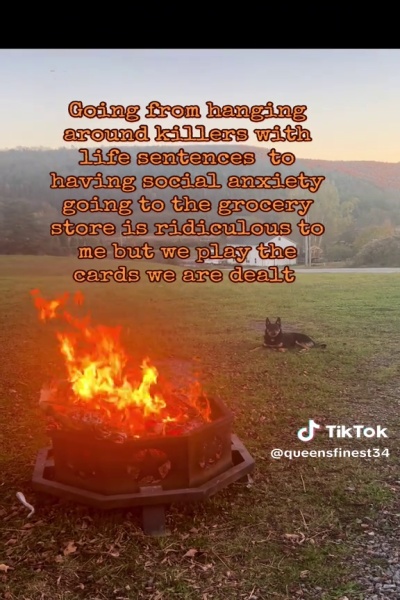 Going from hanging
around killers with
life sentences to
having social anxiety
going to the grocery
store is ridiculous to
me but we play the
cards we are dealt
TikTok
@queensfinest34